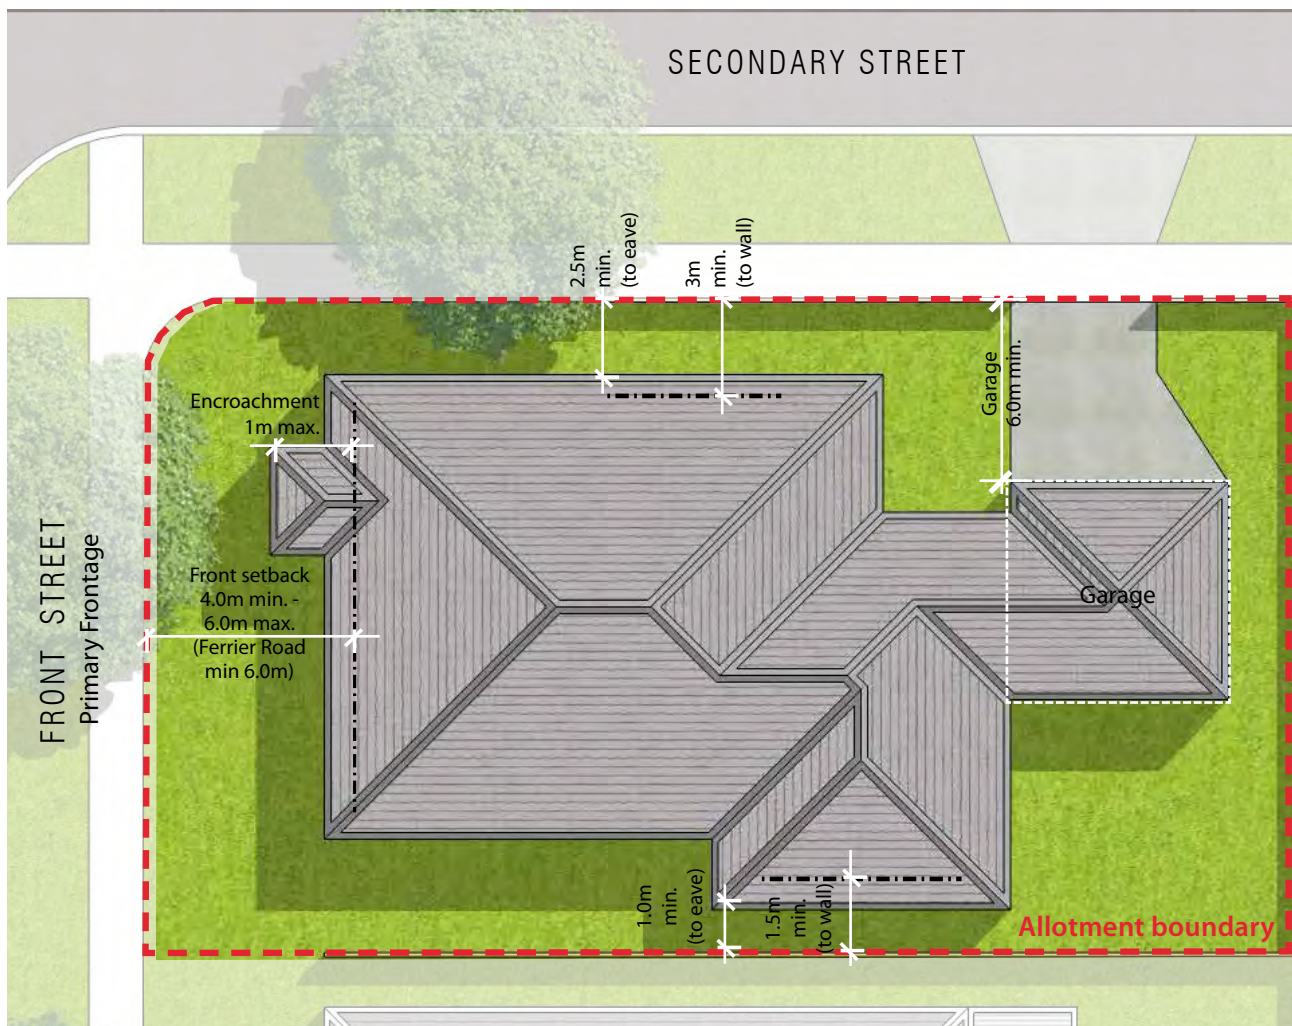 SECONDARY STREET
2.5m
min.
(to eave)
3m
min.
(to wall)
Garage
6.0m min.
Encroachment
1m max.
FRONT STREET
Primary Frontage
Front setback
4.0m min. -
6.0m max.
(Ferrier Road
min 6.0m)
Garage
1.0m
min.
(to eave)
1.5m
min.
(to wall)
Allotment boundary